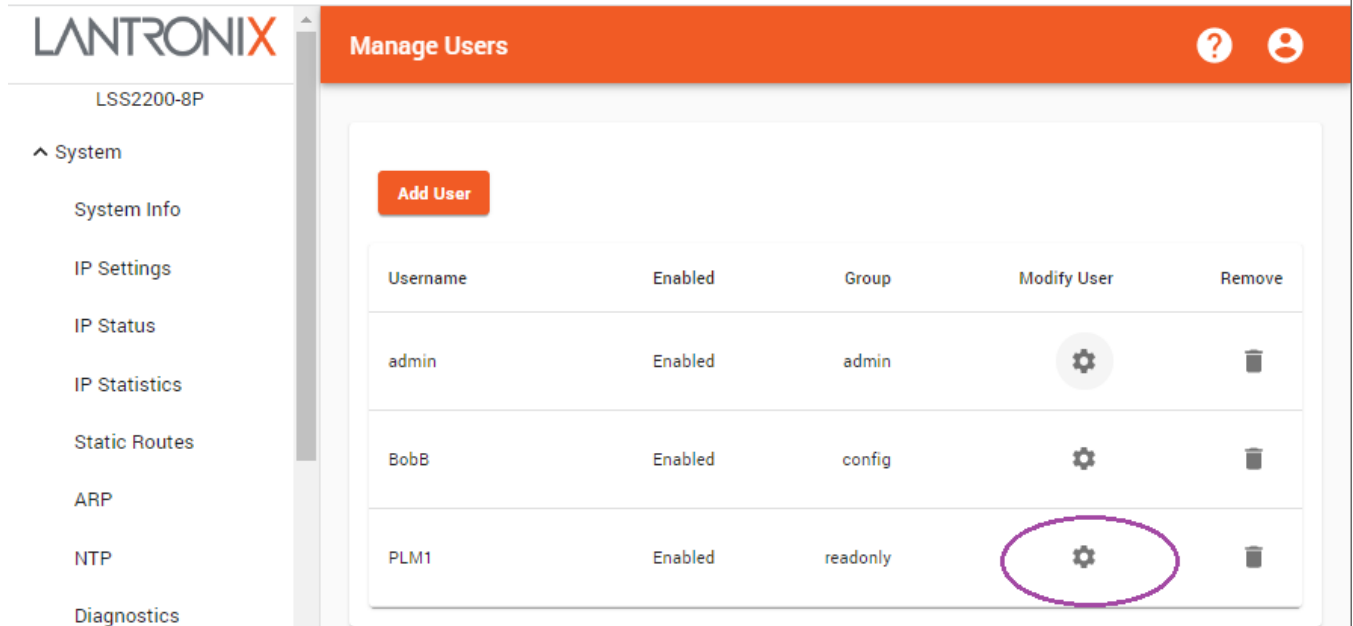 LANTRONIX
Manage Users
LSS2200-8P
System
System Info
IP Settings
IP Status
IP Statistics
Static Routes
ARP
NTP
Diagnostics
Add User
Username Enabled Group Modify User Remove
admin Enabled admin
BobB Enabled config
PLM1 Enabled readonly